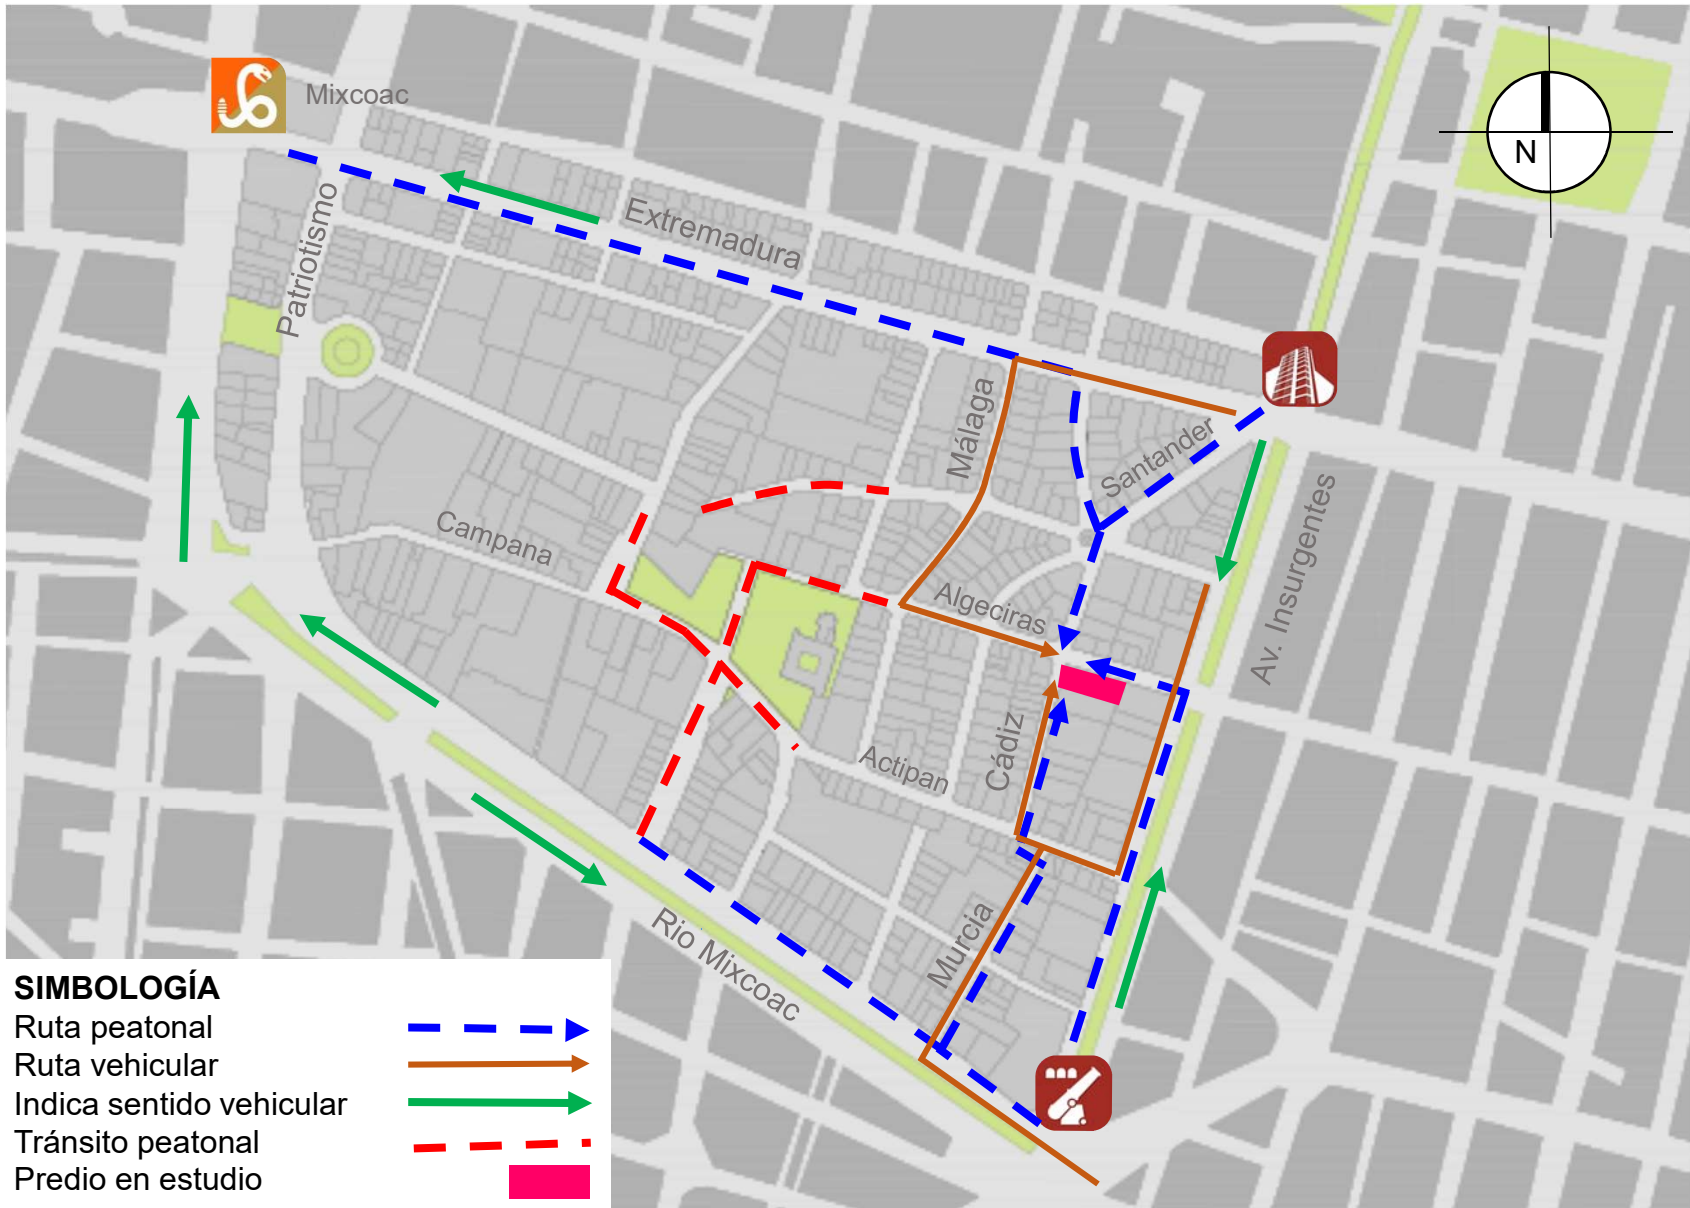 Mixcoac
N
Extremadura
Patriotismo
Málaga
Santander
Av. Insurgentes
Campana
Algeciras
Cádiz
Actipan
Murcia
Rio Mixcoac
SIMBOLOGÍA
Ruta peatonal
Ruta vehicular
Indica sentido vehicular
Tránsito peatonal
Predio en estudio